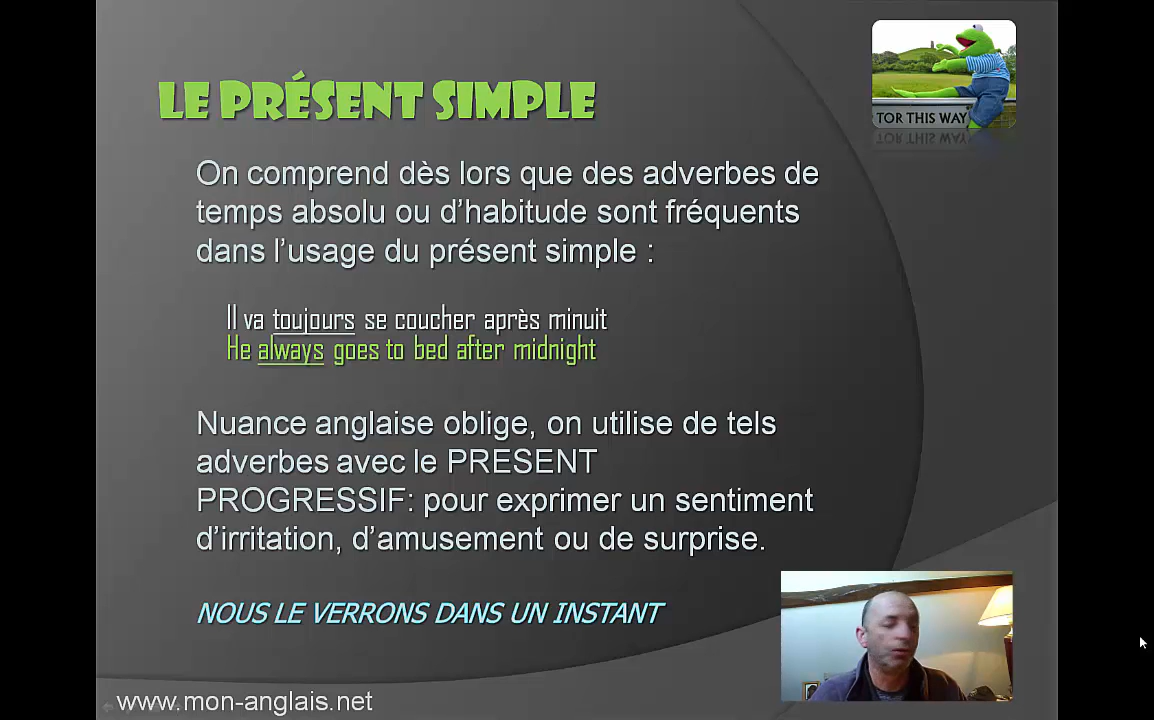 LE PRÉSENT SIMPLE
TOR THIS WAY
On comprend dès lors que des adverbes de
temps absolu ou d’habitude sont fréquents
dans l’usage du présent simple :
Il va toujours se coucher après minuit
He always goes to bed after midnight
Nuance anglaise oblige, on utilise de tels
adverbes avec le PRESENT
PROGRESSIF: pour exprimer un sentiment
d’irritation, d’amusement ou de surprise.
NOUS LE VERRONS DANS UN INSTANT
www.mon-anglais.net